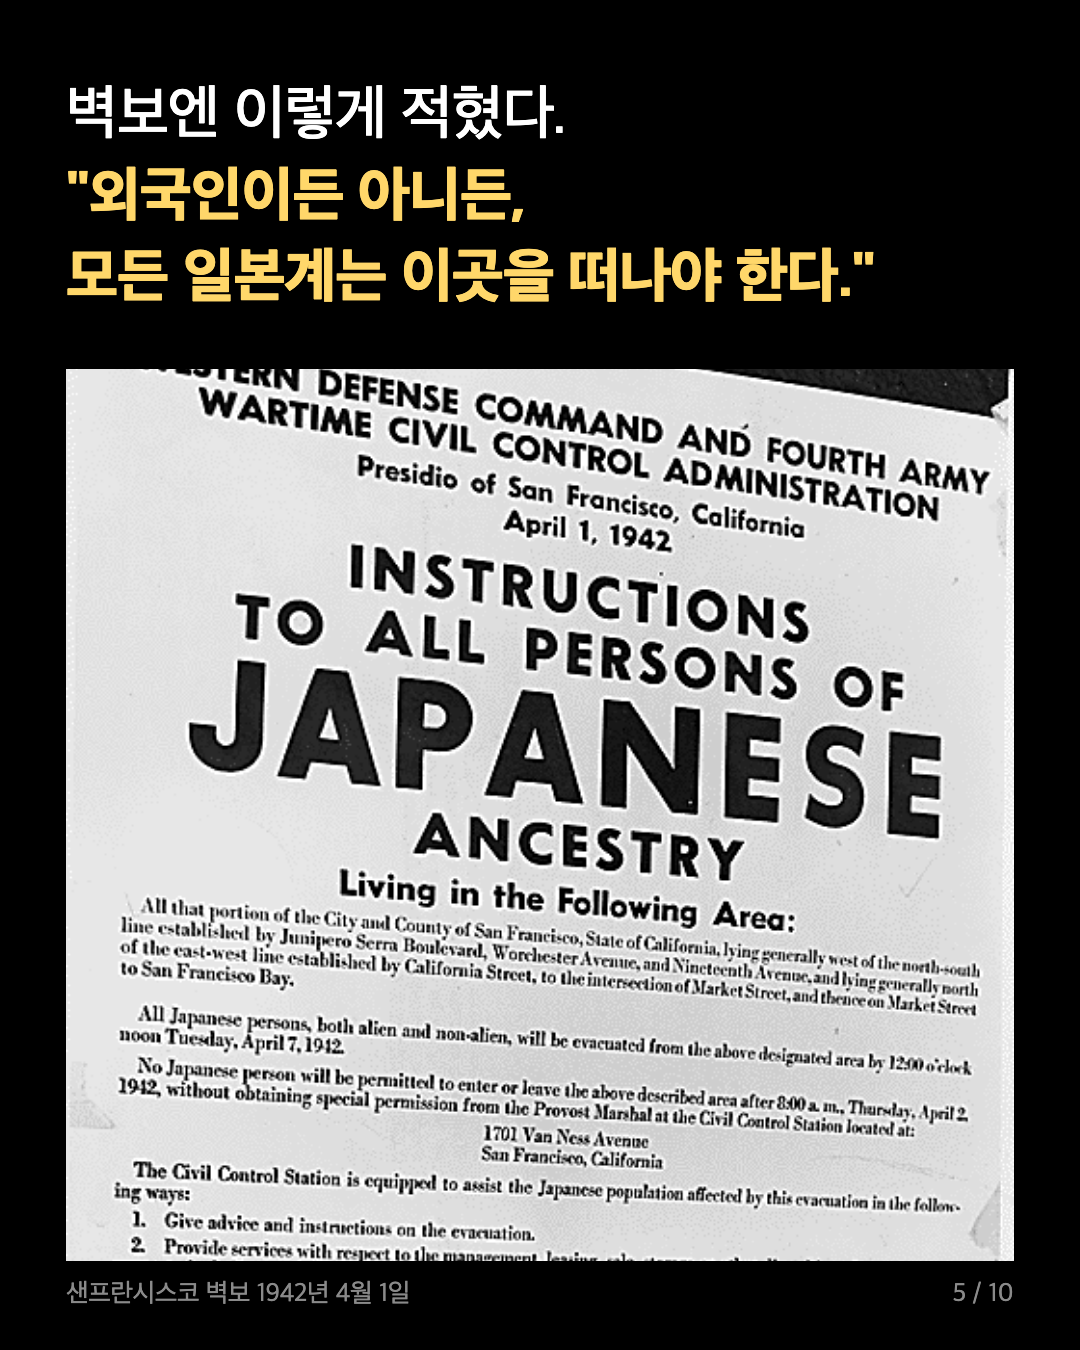 벽보엔 이렇게 적혔다.
"외국인이든 아니든,
모든 일본계는 이곳을 떠나야 한다."
WESTERN DEFENSE COMMAND AND FOURTH ARMY
WARTIME CIVIL CONTROL ADMINISTRATION
Presidio of San Francisco, California
April 1, 1942
INSTRUCTIONS
TO ALL PERSONS OF
JAPANESE
ANCESTRY
Living in the Following Area:
All that portion of the City and County of San Francisco, State of California, lying generally west of the north-south
line established by Junipero Serra Boulevard, Worchester Avenue, and Nineteenth Avenue, and lying generally north
of the east-west line established by California Street, to the intersection of Market Street, and thence on Market Street
to San Francisco Bay.
All Japanese persons, both alien and non-alien, will be evacuated from the above designated area by 12:00 o'clock
noon Tuesday, April 7, 1942.
No Japanese person will be permitted to enter or leave the above described area after 8:00 a. m., Thursday, April 2,
1942, without obtaining special permission from the Provost Marshal at the Civil Control Station located at:
1701 Van Ness Avenue
San Francisco, California
The Civil Control Station is equipped to assist the Japanese population affected by this evacuation in the follow-
ing ways:
1. Give advice and instructions on the evacuation.
2. Provide services with respect to the management, leasing,
샌프란시스코 벽보 1942년 4월 1일
5 / 10